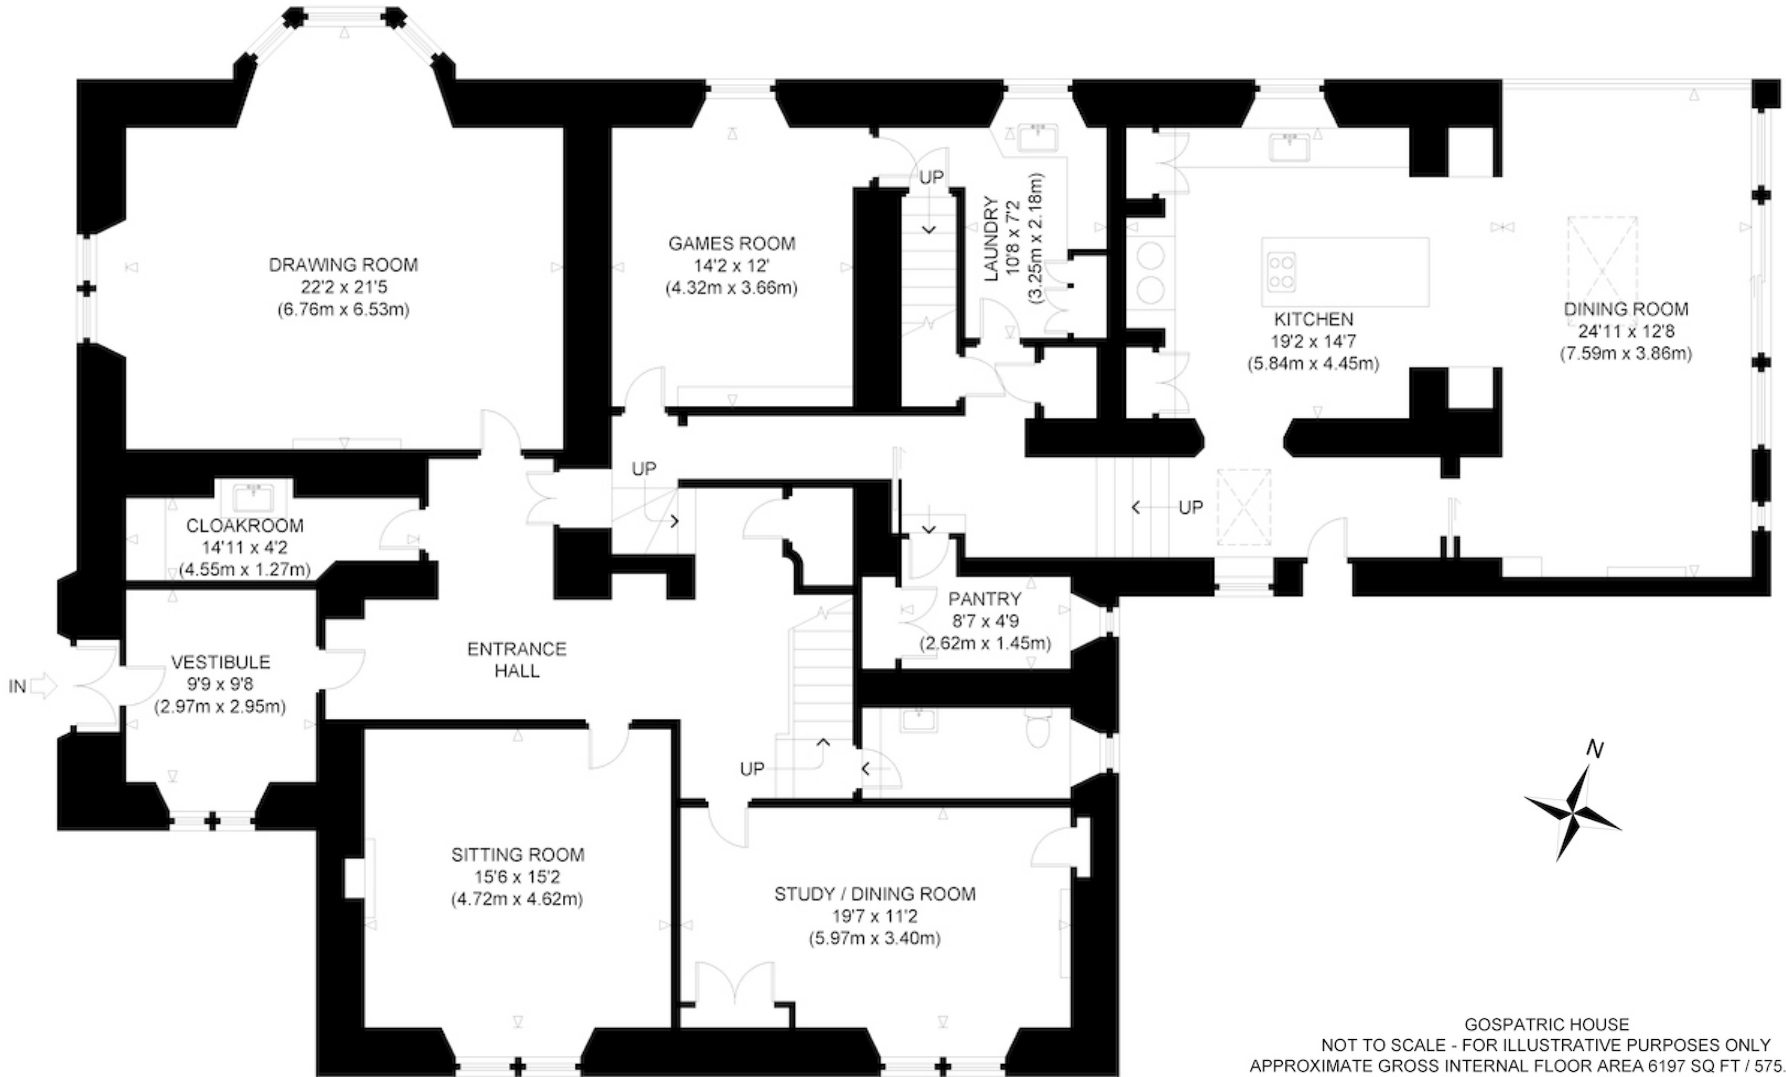 DRAWING ROOM
22'2 x 21'5
(6.76m x 6.53m)
GAMES ROOM
14'2 x 12'
(4.32m x 3.66m)
UP
LAUNDRY
10'8 x 7'2
(3.25m x 2.18m)
KITCHEN
19'2 x 14'7
(5.84m x 4.45m)
DINING ROOM
24'11 x 12'8
(7.59m x 3.86m)
UP
UP
CLOAKROOM
14'11 x 4'2
(4.55m x 1.27m)
PANTRY
8'7 x 4'9
(2.62m x 1.45m)
ENTRANCE
HALL
IN
VESTIBULE
9'9 x 9'8
(2.97m x 2.95m)
UP
N
SITTING ROOM
15'6 x 15'2
(4.72m x 4.62m)
STUDY / DINING ROOM
19'7 x 11'2
(5.97m x 3.40m)
GOSPATRIC HOUSE
NOT TO SCALE - FOR ILLUSTRATIVE PURPOSES ONLY
APPROXIMATE GROSS INTERNAL FLOOR AREA 6197 SQ FT / 575.